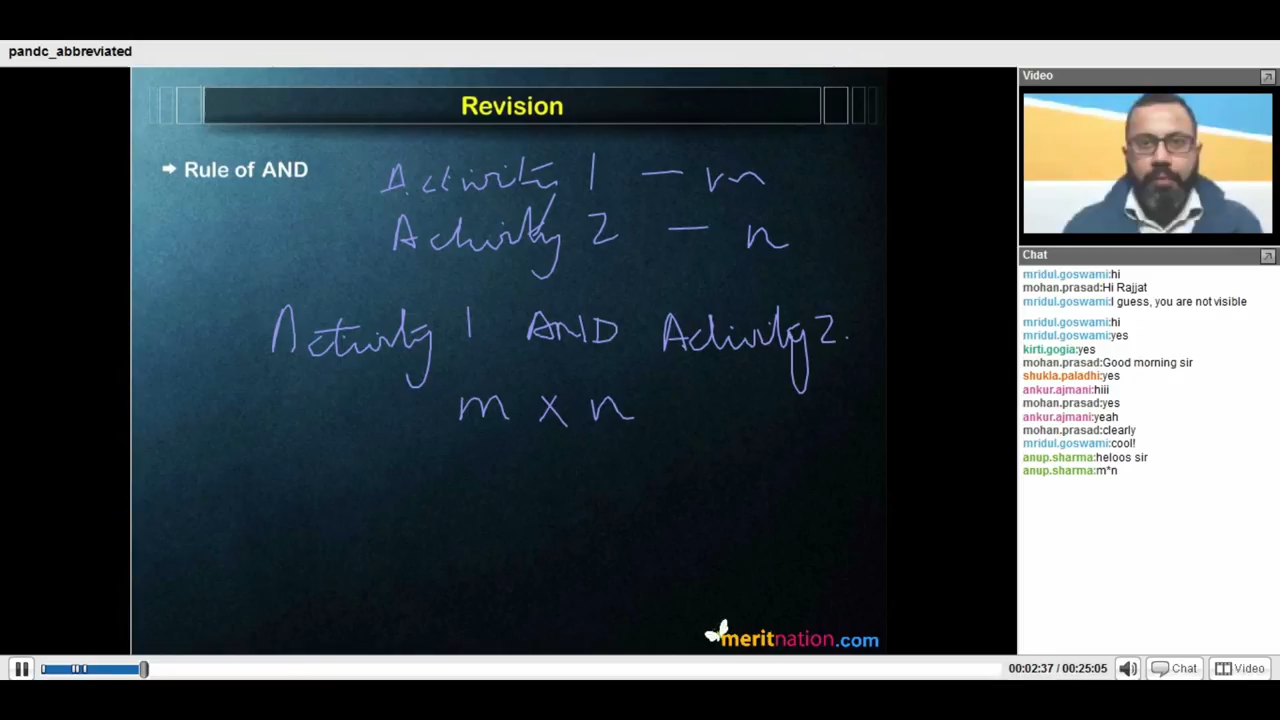 pandc_abbreviated
Revision
Rule of AND
Activity 1 — m
Activity 2 — n
Activity 1 AND Activity 2.
m x n
meritnation.com
Video
Chat
mridul.goswami:hi
mohan.prasad:Hi Rajjat
mridul.goswami:I guess, you are not visible
mridul.goswami:hi
mridul.goswami:yes
kirti.gogia:yes
mohan.prasad:Good morning sir
shukla.paladhi:yes
ankur.ajmani:hiii
mohan.prasad:yes
ankur.ajmani:yeah
mohan.prasad:clearly
mridul.goswami:cool!
anup.sharma:heloos sir
anup.sharma:m*n
00:02:37 / 00:25:05 Chat Video